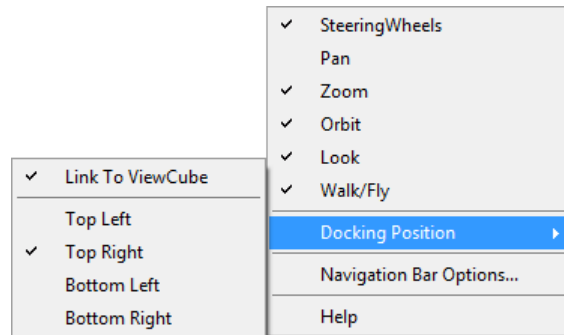 SteeringWheels
Pan
Zoom
Orbit
Look
Walk/Fly
Docking Position
Navigation Bar Options...
Help
Link To ViewCube
Top Left
Top Right
Bottom Left
Bottom Right